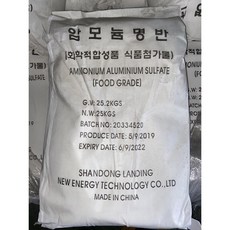 암모늄명반
(화학적합성품 식품첨가물)
AMMONIUM ALUMINIUM SULFATE
(FOOD GRADE)
G.W:25.2KGS
N.W:25KGS
BATCH NO: 20334520
PRODUCE DATE: 5/9/2019
EXPIRY DATE: 6/9/2022
SHANDONG LANDING
NEW ENERGY TECHNOLOGY CO.,LTD
MADE IN CHINA